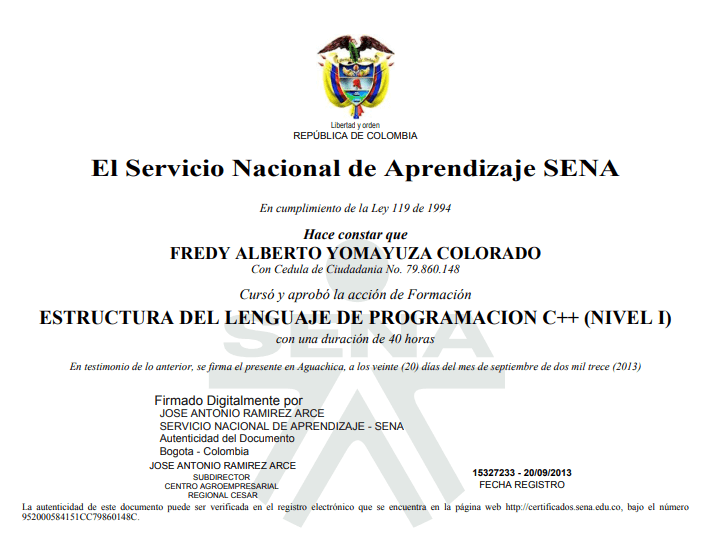 Libertad y orden
REPÚBLICA DE COLOMBIA
El Servicio Nacional de Aprendizaje SENA
En cumplimiento de la Ley 119 de 1994
Hace constar que
FREDY ALBERTO YOMAYUZA COLORADO
Con Cedula de Ciudadania No. 79.860.148
Cursó y aprobó la acción de Formación
ESTRUCTURA DEL LENGUAJE DE PROGRAMACION C++ (NIVEL I)
con una duración de 40 horas
SENA
En testimonio de lo anterior, se firma el presente en Aguachica, a los veinte (20) días del mes de septiembre de dos mil trece (2013)
Firmado Digitalmente por
JOSE ANTONIO RAMIREZ ARCE
SERVICIO NACIONAL DE APRENDIZAJE - SENA
Autenticidad del Documento
Bogota - Colombia
JOSE ANTONIO RAMIREZ ARCE
SUBDIRECTOR
CENTRO AGROEMPRESARIAL
REGIONAL CESAR
15327233 - 20/09/2013
FECHA REGISTRO
La autenticidad de este documento puede ser verificada en el registro electrónico que se encuentra en la página web http://certificados.sena.edu.co, bajo el número
952000584151CC79860148C.